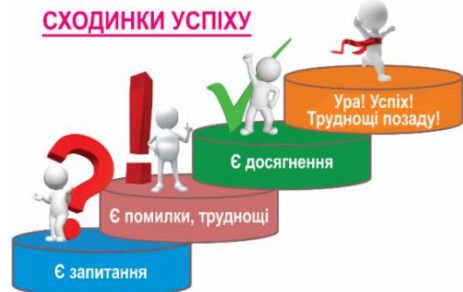 СХОДИНКИ УСПІХУ
Ура! Успіх!
Труднощі позаду!
Є досягнення
Є помилки, труднощі
Є запитання